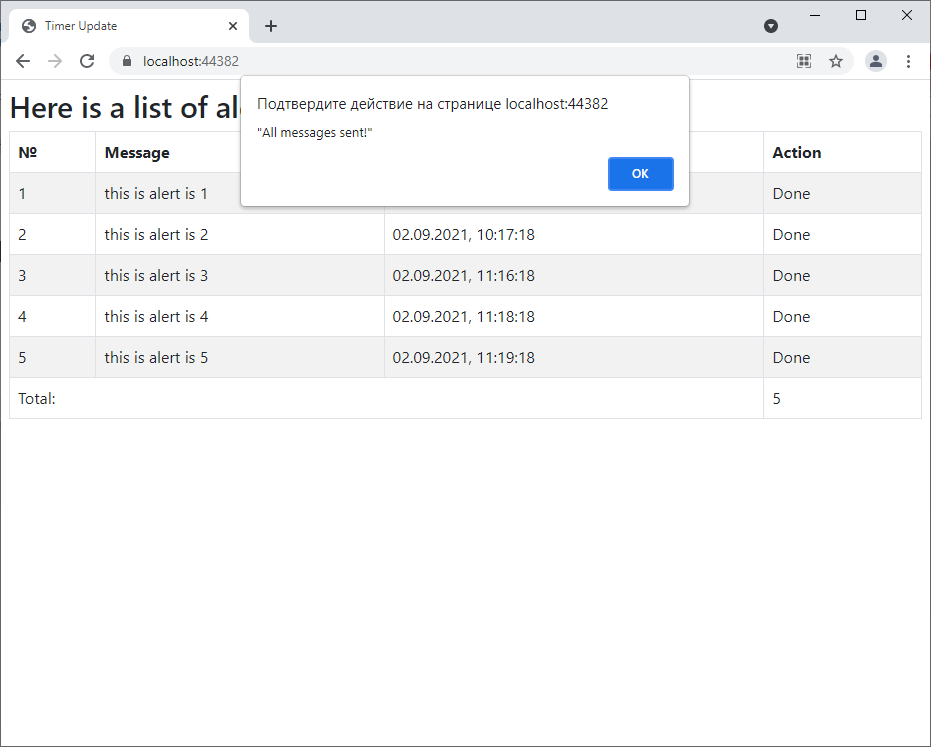 Timer Update
localhost:44382
Подтвердите действие на странице localhost:44382
"All messages sent!"
OK
Here is a list of
№ Message Action
1 this is alert is 1 Done
2 this is alert is 2 02.09.2021, 10:17:18 Done
3 this is alert is 3 02.09.2021, 11:16:18 Done
4 this is alert is 4 02.09.2021, 11:18:18 Done
5 this is alert is 5 02.09.2021, 11:19:18 Done
Total: 5